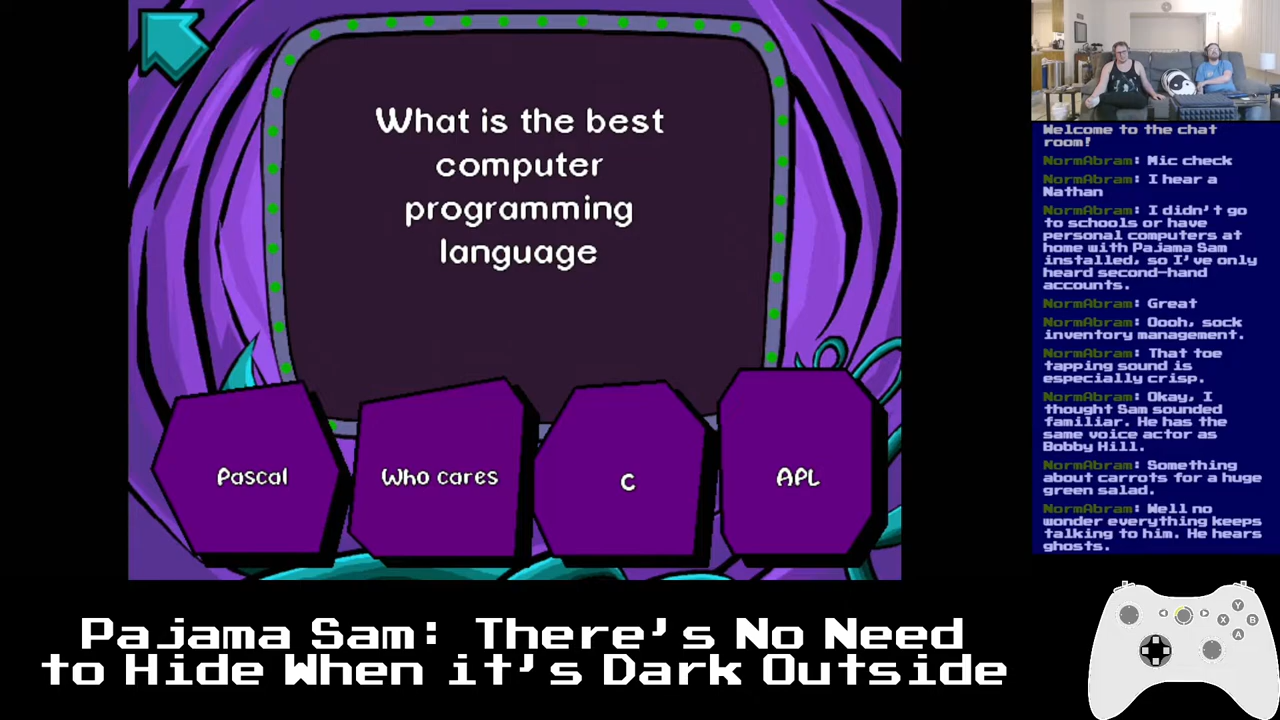 What is the best
computer
programming
language
Pascal
Who cares
C
APL
Welcome to the chat
room!
NormAbram: Mic check
NormAbram: I hear a
Nathan
NormAbram: I didn't go
to schools or have
personal computers at
home with Pajama Sam
installed, so I've only
heard second-hand
accounts.
NormAbram: Great
NormAbram: Oooh, sock
inventory management.
NormAbram: That toe
tapping sound is
especially crisp.
NormAbram: Okay, I
thought Sam sounded
familiar. He has the
same voice actor as
Bobby Hill.
NormAbram: Something
about carrots for a huge
green salad.
NormAbram: Well no
wonder everything keeps
talking to him. He hears
ghosts.
Y
X
B
A
Pajama Sam: There's No Need
to Hide When it's Dark Outside